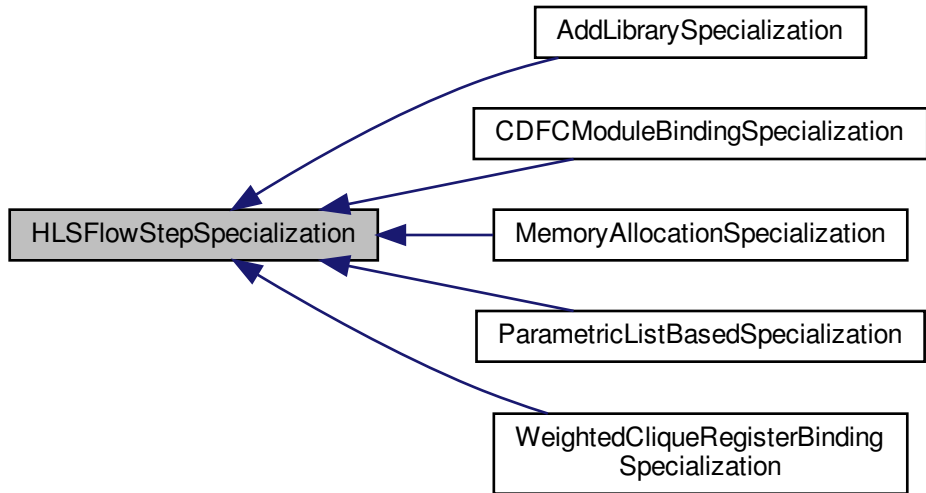 AddLibrarySpecialization
CDFCModuleBindingSpecialization
HLSFlowStepSpecialization
MemoryAllocationSpecialization
ParametricListBasedSpecialization
WeightedCliqueRegisterBinding
Specialization